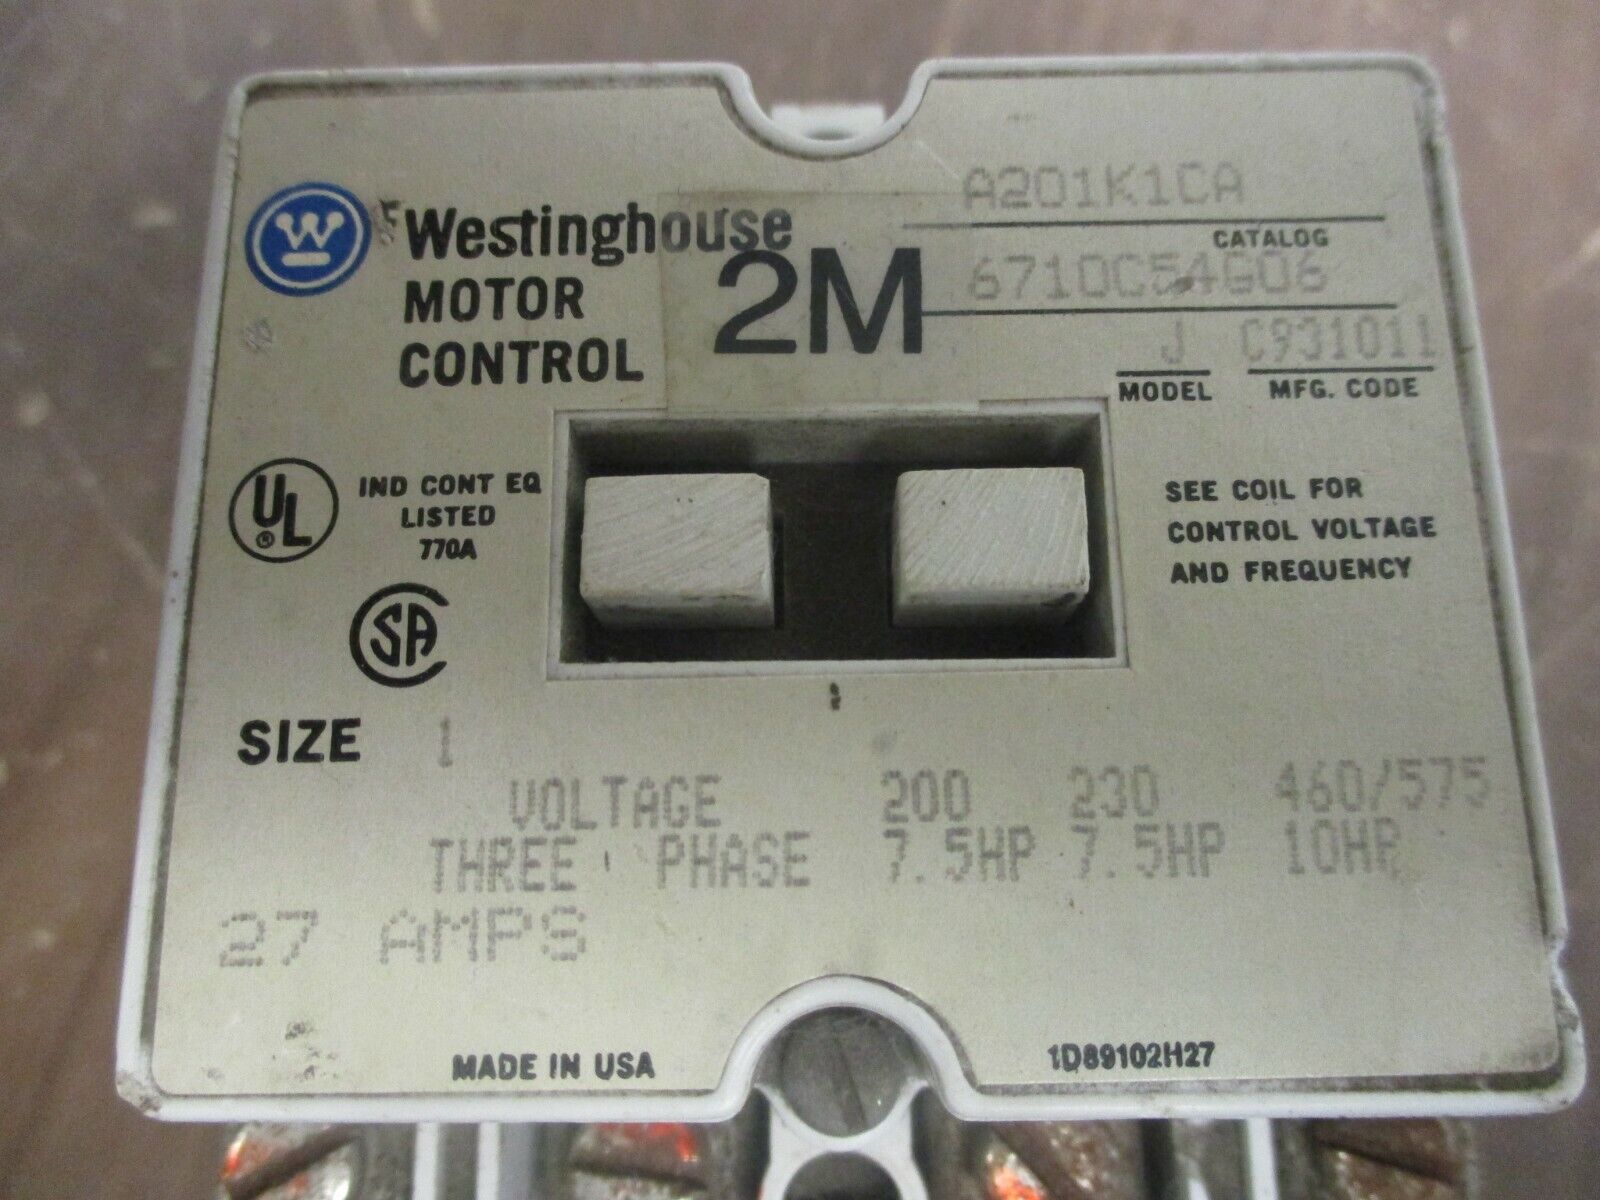 A201K1CA
CATALOG
W
Westinghouse
2M
6710C54G06
MOTOR
CONTROL
J C931011
MODEL MFG. CODE
UL
®
IND CONT EQ
LISTED
770A
SEE COIL FOR
CONTROL VOLTAGE
AND FREQUENCY
SA
SIZE 1
VOLTAGE 200 230 460/575
THREE PHASE 7.5HP 7.5HP 10HP
27 AMPS
MADE IN USA
1D89102H27